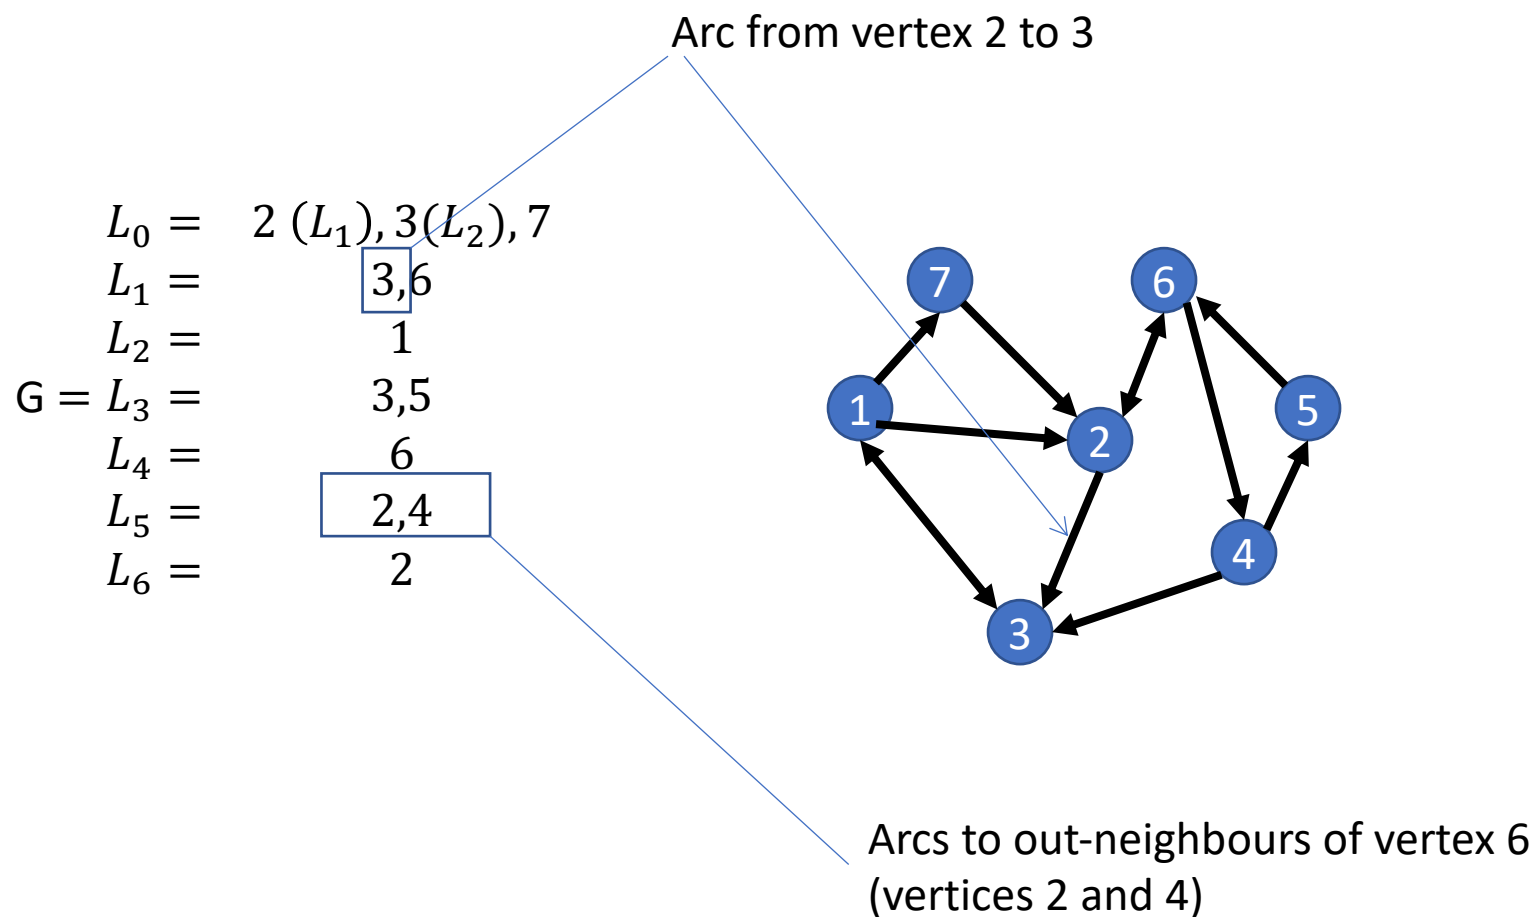 Arc from vertex 2 to 3
L₀ = 2 (L₁), 3(L₂), 7
L₁ = 3,6
L₂ = 1
G = L₃ = 3,5
L₄ = 6
L₅ = 2,4
L₆ = 2
7
6
1
5
2
4
3
Arcs to out-neighbours of vertex 6
(vertices 2 and 4)